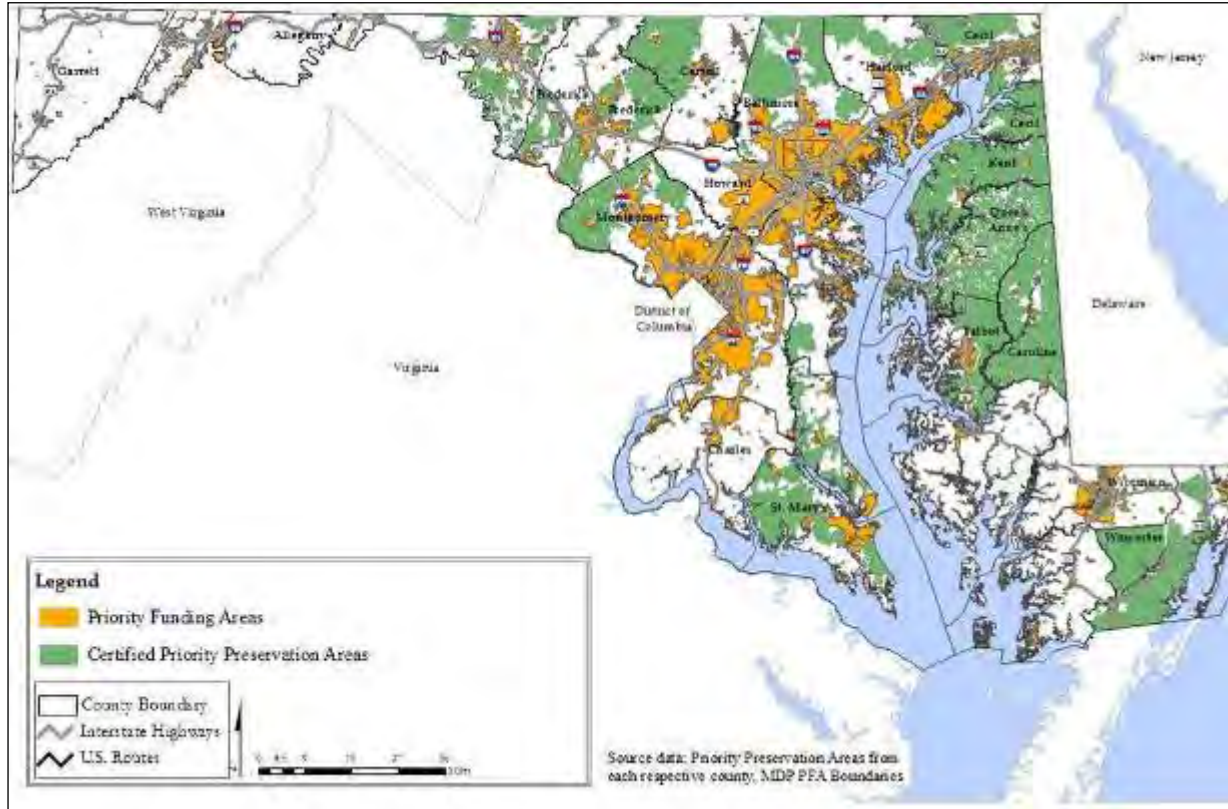 Garrett
Allegany
Frederick
Frederick
Carroll
Baltimore
Harford
Cecil
New Jersey
Cecil
Kent
Howard
Montgomery
Queen
Anne's
West Virginia
District of
Columbia
Virginia
Delaware
Talbot
Caroline
Charles
St. Mary's
Wicomico
Worcester
Legend
Priority Funding Areas
Certified Priority Preservation Areas
County Boundary
Interstate Highways
U.S. Routes
Source data: Priority Preservation Areas from
each respective county, MDP PFA Boundaries